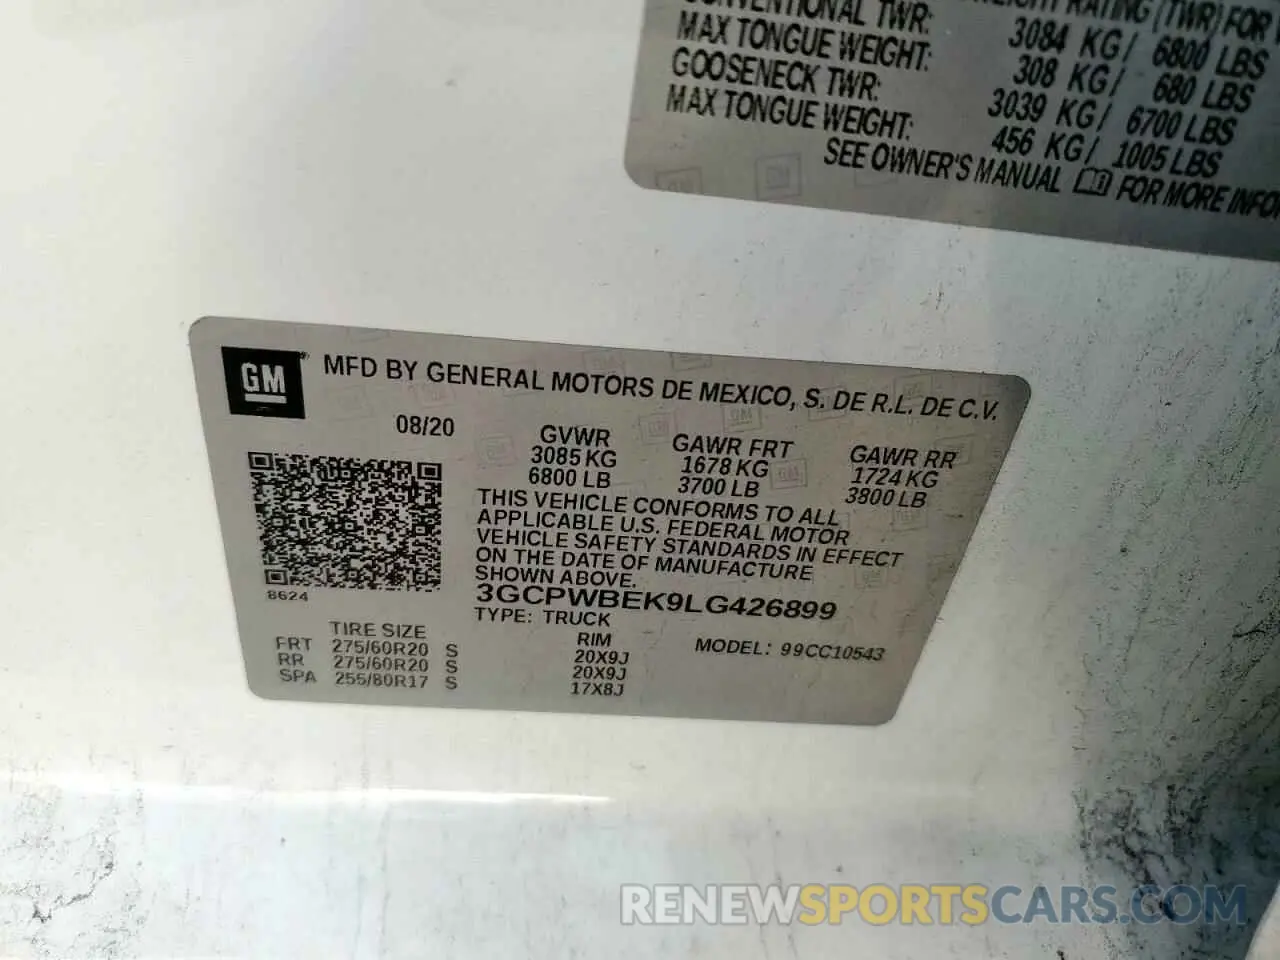 RATING (TWR) FOR
CONVENTIONAL TWR: 3084 KG/ 6800 LBS
MAX TONGUE WEIGHT: 308 KG/ 680 LBS
GOOSENECK TWR: 3039 KG/ 6700 LBS
MAX TONGUE WEIGHT: 456 KG/ 1005 LBS
SEE OWNER'S MANUAL FOR MORE INFO
GM MFD BY GENERAL MOTORS DE MEXICO, S. DE R.L. DE C.V.
08/20 GVWR GAWR FRT GAWR RR
3085 KG 1678 KG 1724 KG
6800 LB 3700 LB 3800 LB
THIS VEHICLE CONFORMS TO ALL
APPLICABLE U.S. FEDERAL MOTOR
VEHICLE SAFETY STANDARDS IN EFFECT
ON THE DATE OF MANUFACTURE
SHOWN ABOVE.
8624 3GCPWBEK9LG426899
TYPE: TRUCK
TIRE SIZE RIM MODEL: 99CC10543
FRT 275/60R20 S 20X9J
RR 275/60R20 S 20X9J
SPA 255/80R17 S 17X8J
RENEWSPORTSCARS.COM